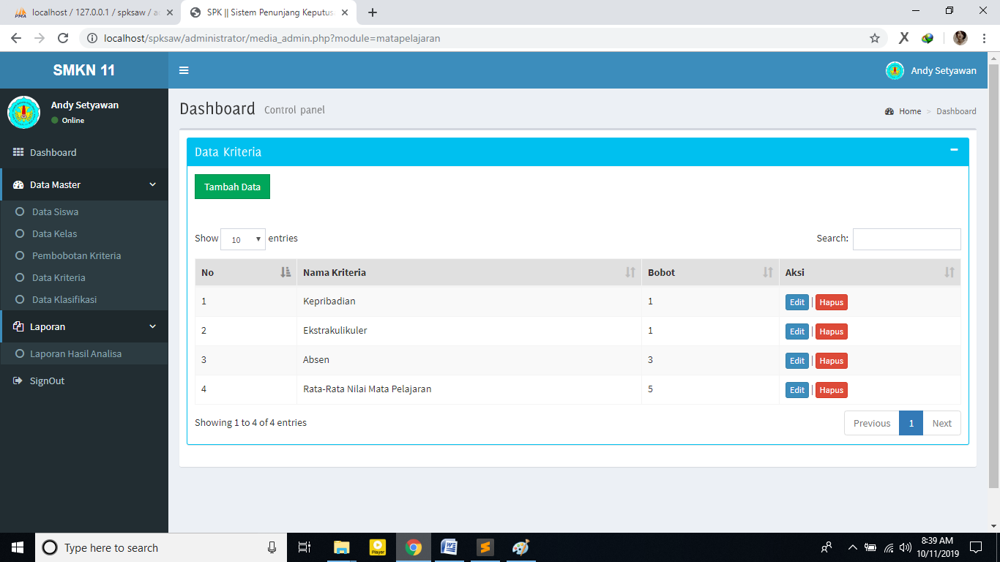 localhost / 127.0.0.1 / spksaw / a
SPK || Sistem Penunjang Keputus
localhost/spksaw/administrator/media_admin.php?module=matapelajaran
SMKN 11
Andy Setyawan
Andy Setyawan
Online
Dashboard Control panel
Home > Dashboard
Dashboard
Data Master
Data Siswa
Data Kelas
Pembobotan Kriteria
Data Kriteria
Data Klasifikasi
Laporan
Laporan Hasil Analisa
SignOut
Data Kriteria
Tambah Data
Show 10 entries
Search:
No Nama Kriteria Bobot Aksi
1 Kepribadian 1 Edit | Hapus
2 Ekstrakulikuler 1 Edit | Hapus
3 Absen 3 Edit | Hapus
4 Rata-Rata Nilai Mata Pelajaran 5 Edit | Hapus
Showing 1 to 4 of 4 entries
Previous 1 Next
Type here to search
8:39 AM
10/11/2019